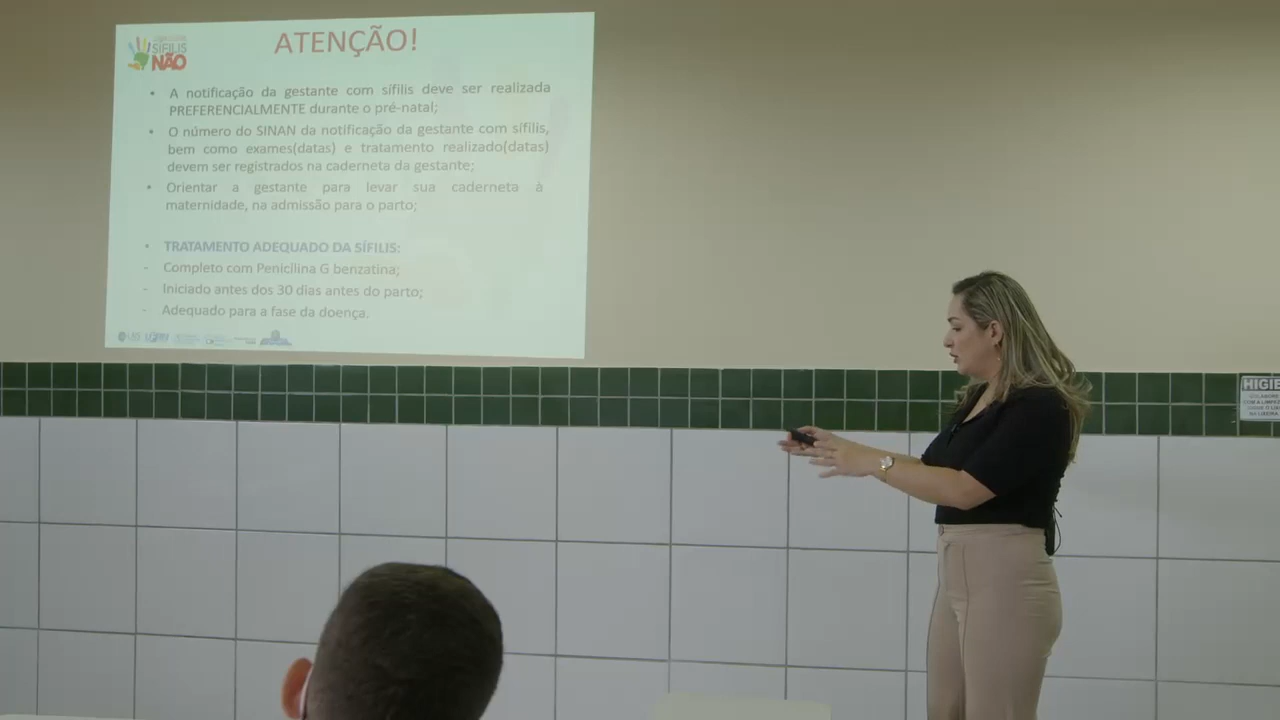 SÍFILIS
NÃO
ATENÇÃO!
• A notificação da gestante com sífilis deve ser realizada
PREFERENCIALMENTE durante o pré-natal;
• O número do SINAN da notificação da gestante com sífilis,
bem como exames(datas) e tratamento realizado(datas)
devem ser registrados na caderneta da gestante;
• Orientar a gestante para levar sua caderneta à
maternidade, na admissão para o parto;
• TRATAMENTO ADEQUADO DA SÍFILIS:
- Completo com Penicilina G benzatina;
- Iniciado antes dos 30 dias antes do parto;
- Adequado para a fase da doença.
HIGIE